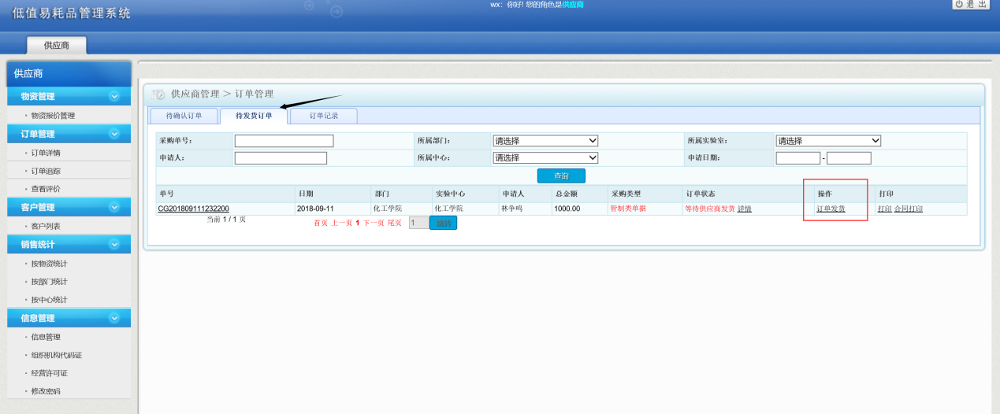 低值易耗品管理系统
wx：你好! 您的角色是供应商
退 出
供应商
供应商
物资管理
物资报价管理
订单管理
订单详情
订单追踪
查看评价
客户管理
客户列表
销售统计
按物资统计
按部门统计
按中心统计
信息管理
信息管理
组织机构代码证
经营许可证
修改密码
供应商管理 > 订单管理
待确认订单 待发货订单 订单记录
采购单号： 所属部门： 请选择 所属实验室： 请选择
申请人： 所属中心： 请选择 申请日期： -
查询
单号 日期 部门 实验中心 申请人 总金额 采购类型 订单状态 操作 打印
CG201809111232200 2018-09-11 化工学院 化工学院 林争鸣 1000.00 管制类单据 等待供应商发货 详情 订单发货 打印 合同打印
当前 1 / 1 页 首页 上一页 1 下一页 尾页 1 跳转